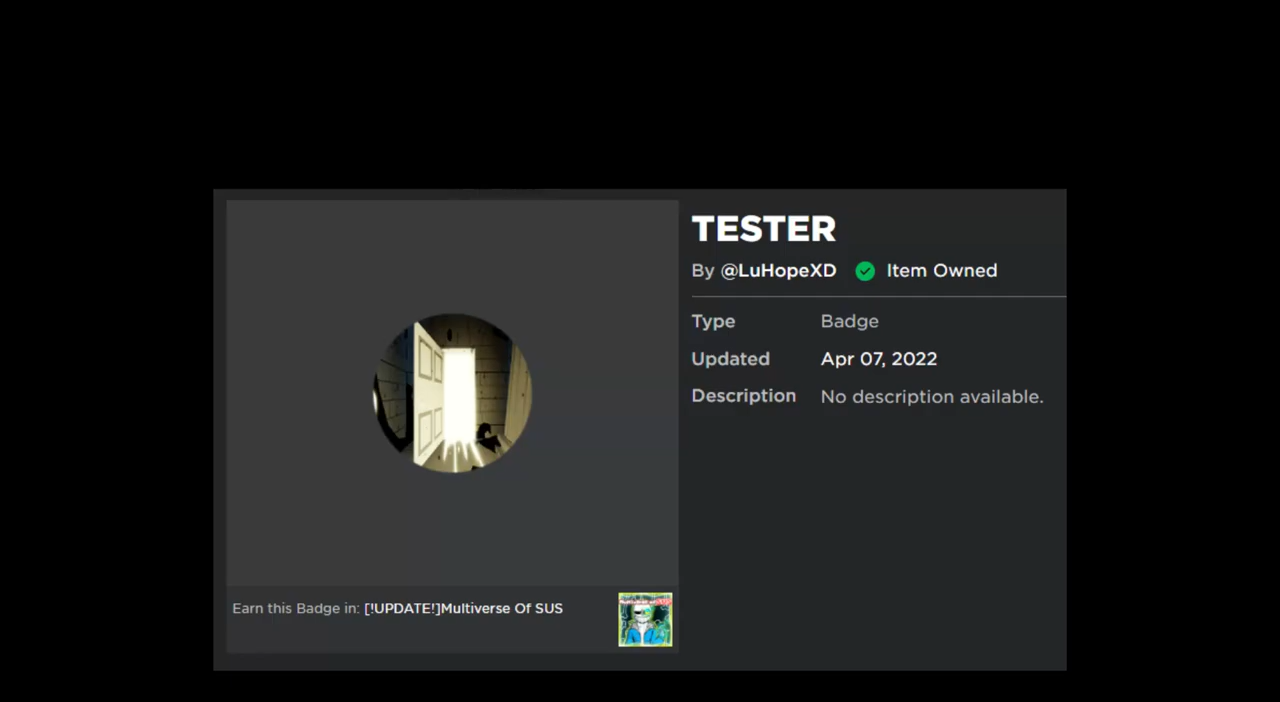 TESTER
By @LuHopeXD Item Owned
Type Badge
Updated Apr 07, 2022
Description No description available.
Earn this Badge in: [!UPDATE!]Multiverse Of SUS